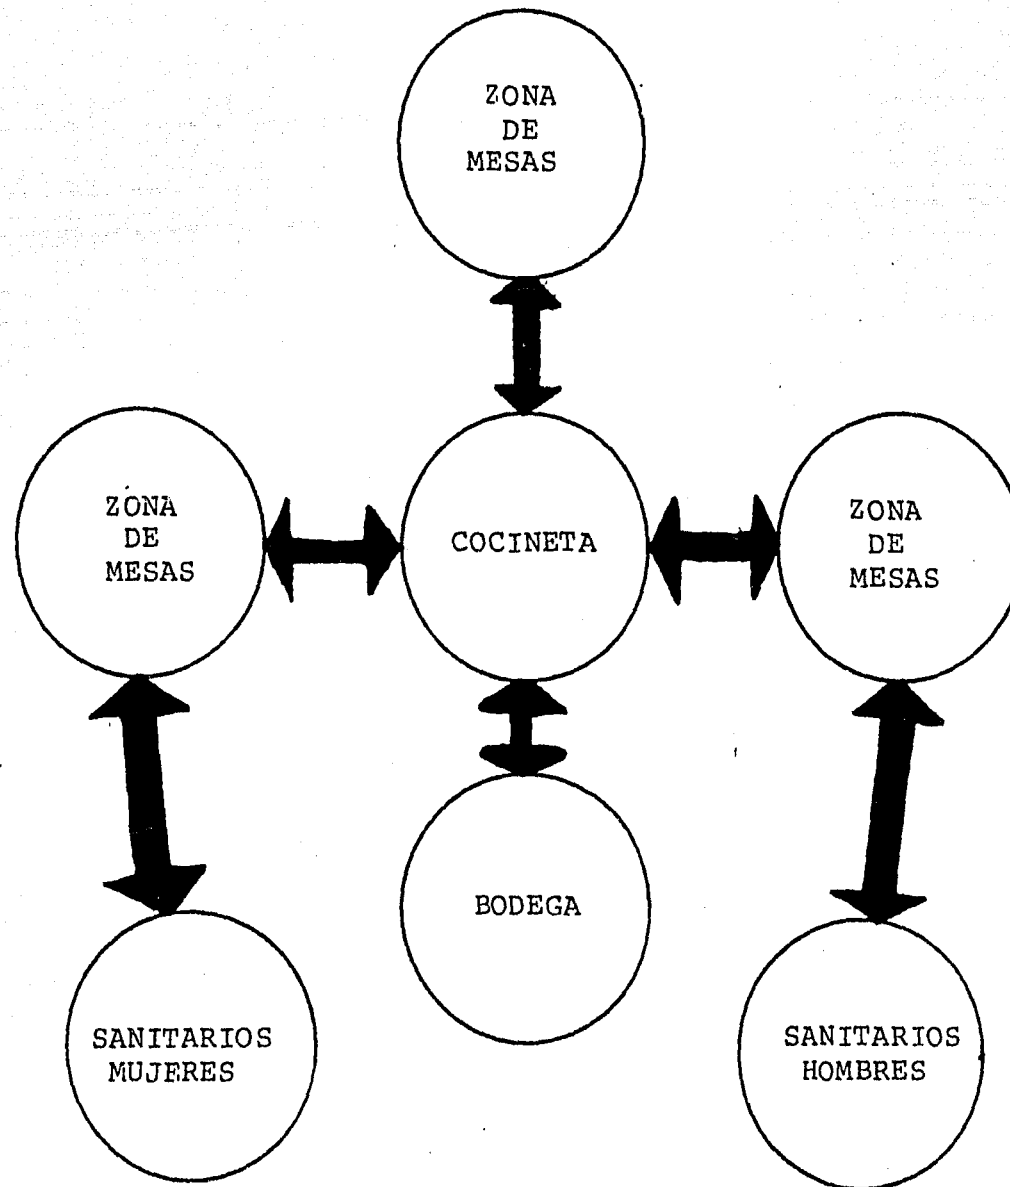 ZONA
DE
MESAS
ZONA
DE
MESAS
COCINETA
ZONA
DE
MESAS
BODEGA
SANITARIOS
MUJERES
SANITARIOS
HOMBRES